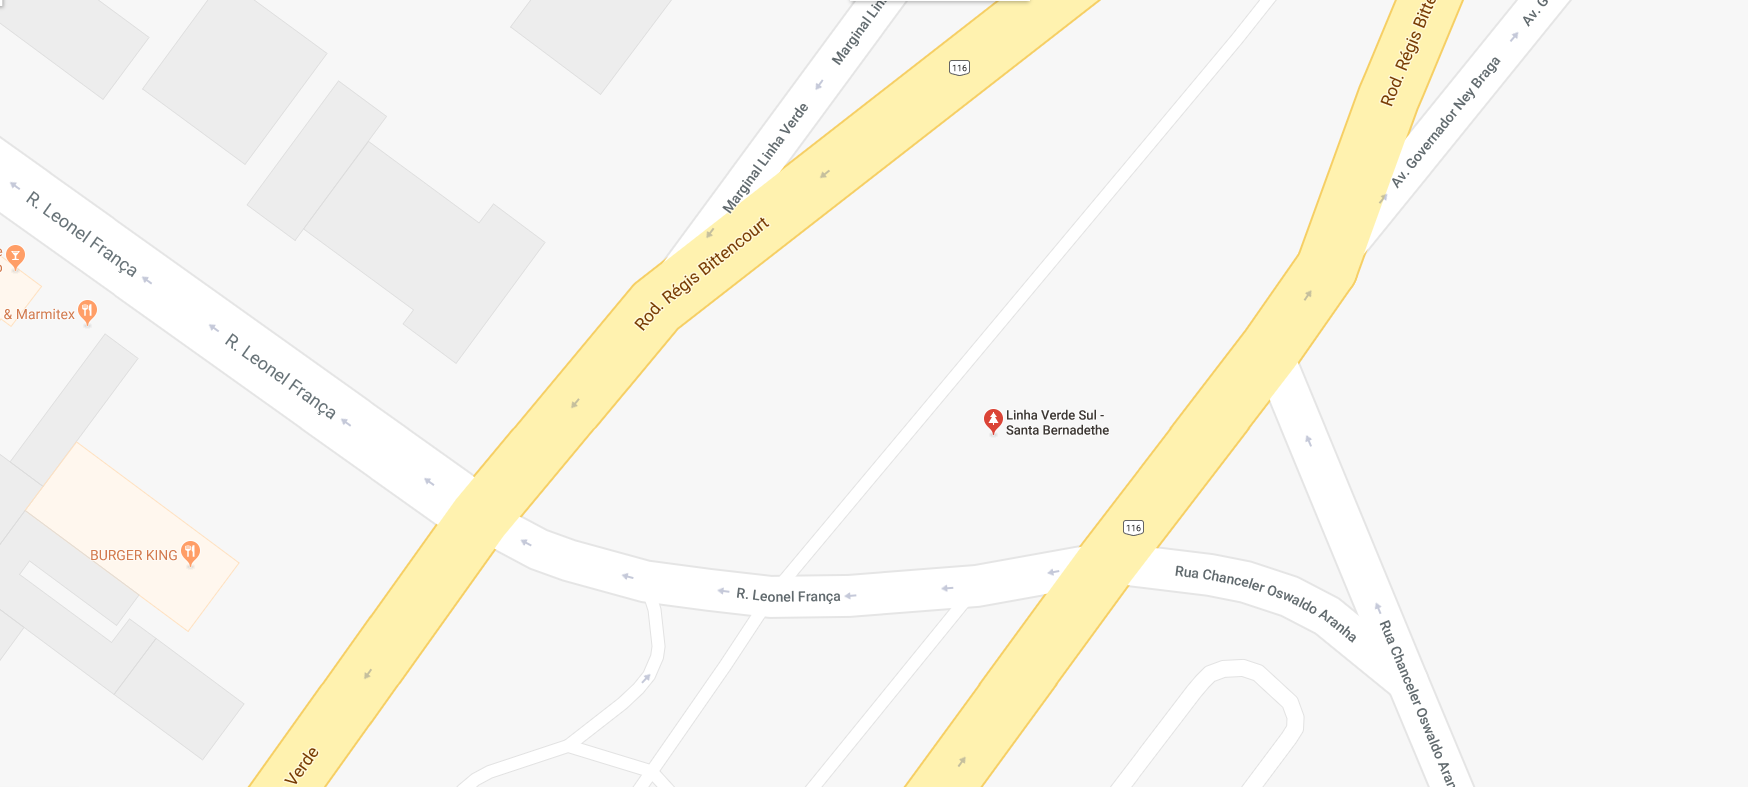 Marginal Linha Verde
Marginal Lin
116
Rod. Régis Bittencourt
Rod. Régis Bitte
Av. G
Av. Governador Ney Braga
R. Leonel França
& Marmitex
R. Leonel França
Linha Verde Sul -
Santa Bernadethe
116
BURGER KING
R. Leonel França
Rua Chanceler Oswaldo Aranha
Rua Chanceler Oswaldo Aran
Verde